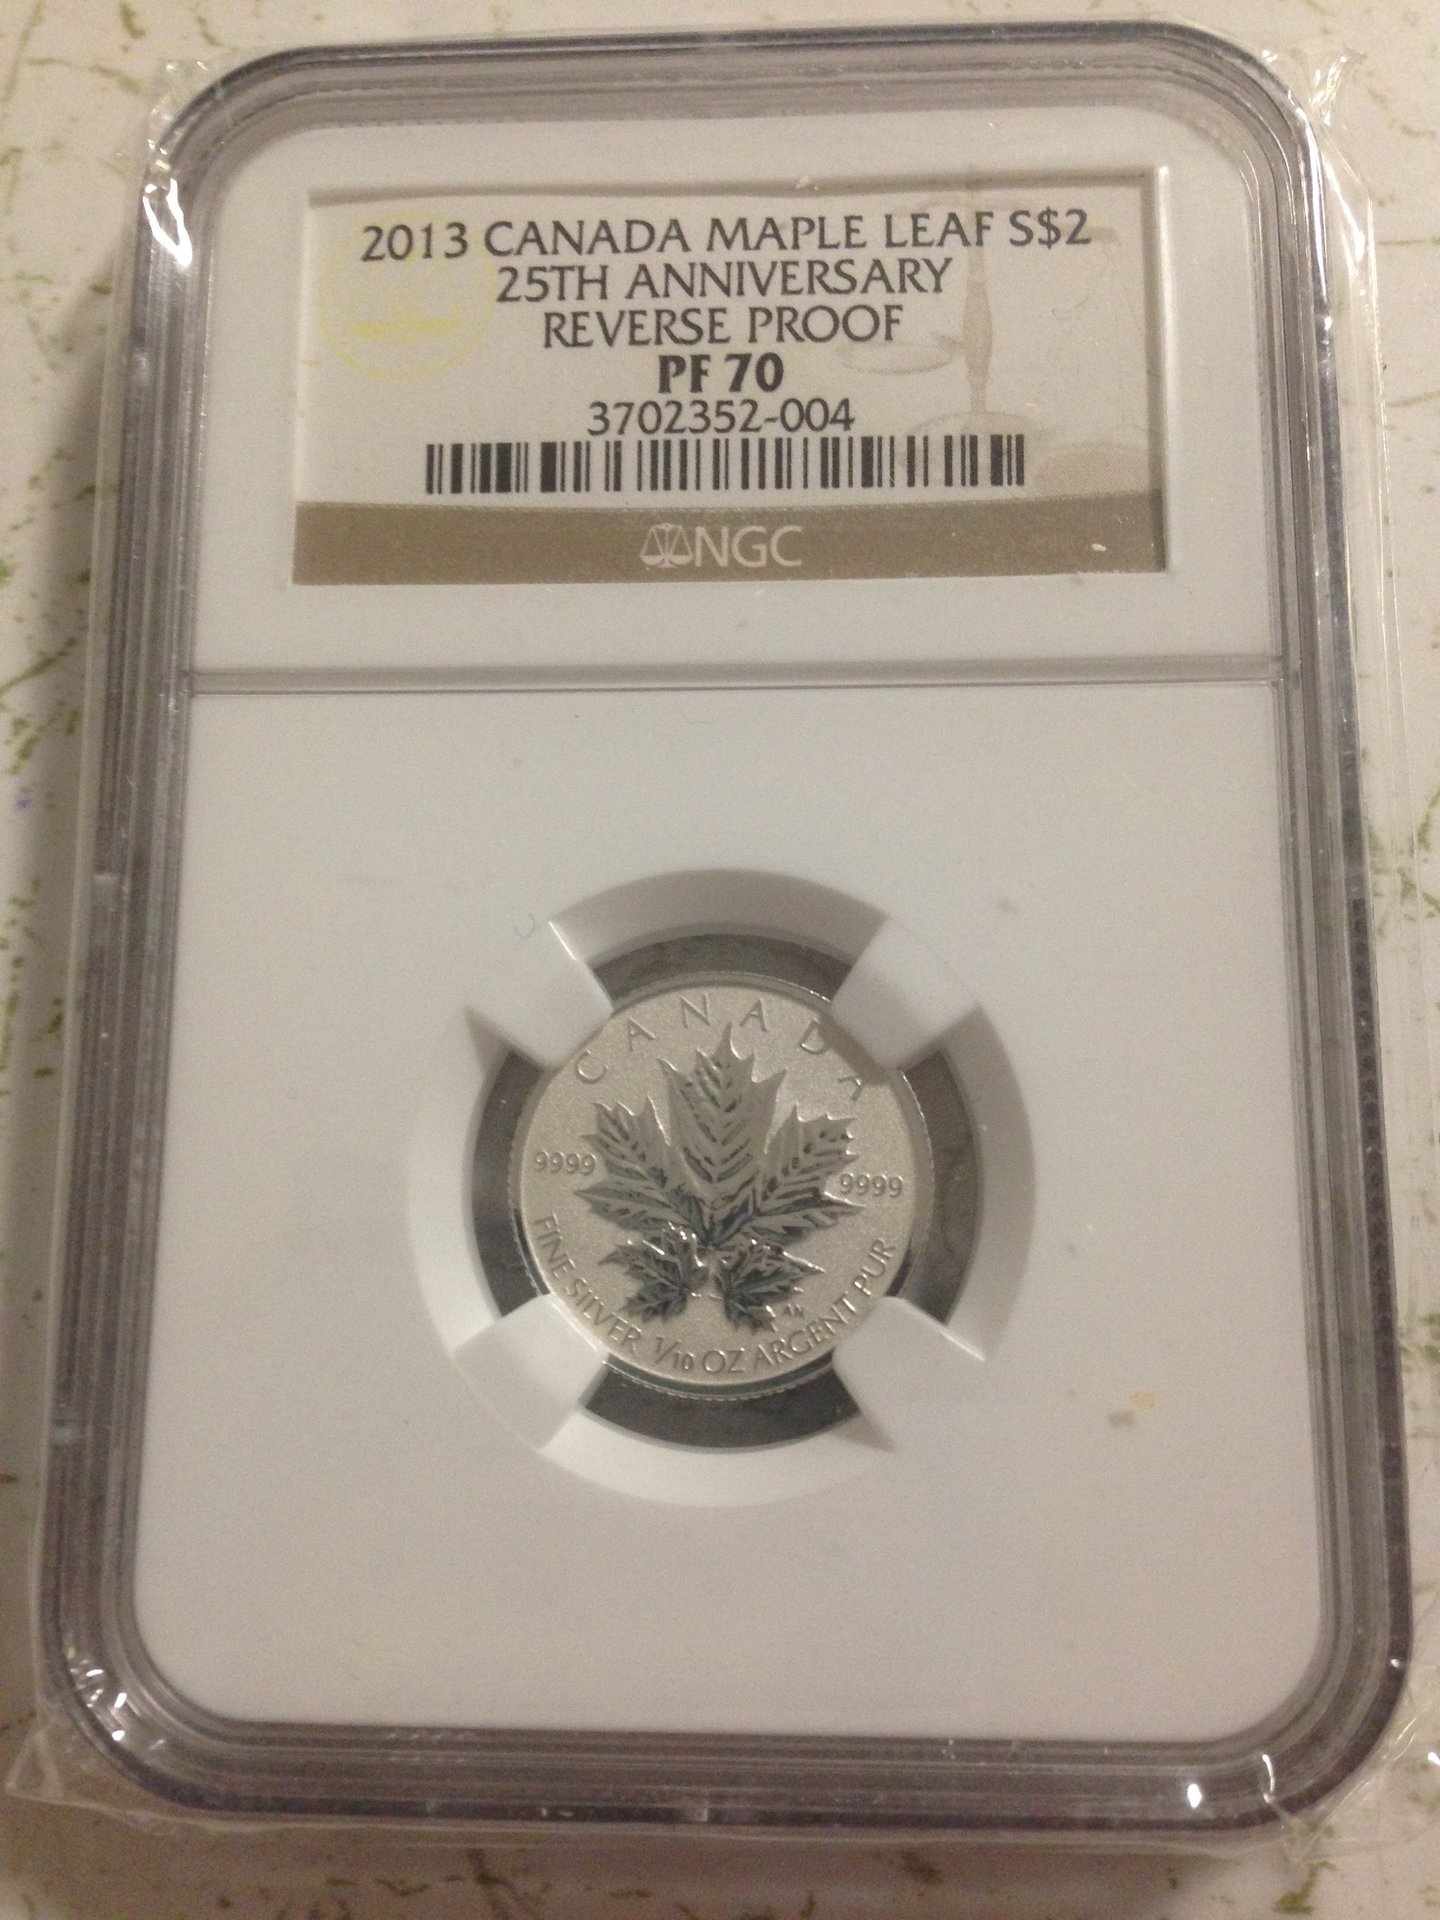 2013 CANADA MAPLE LEAF S$2
25TH ANNIVERSARY
REVERSE PROOF
PF 70
3702352-004
NGC
CANADA
9999
9999
FINE SILVER 1/10 OZ ARGENT PUR
AN